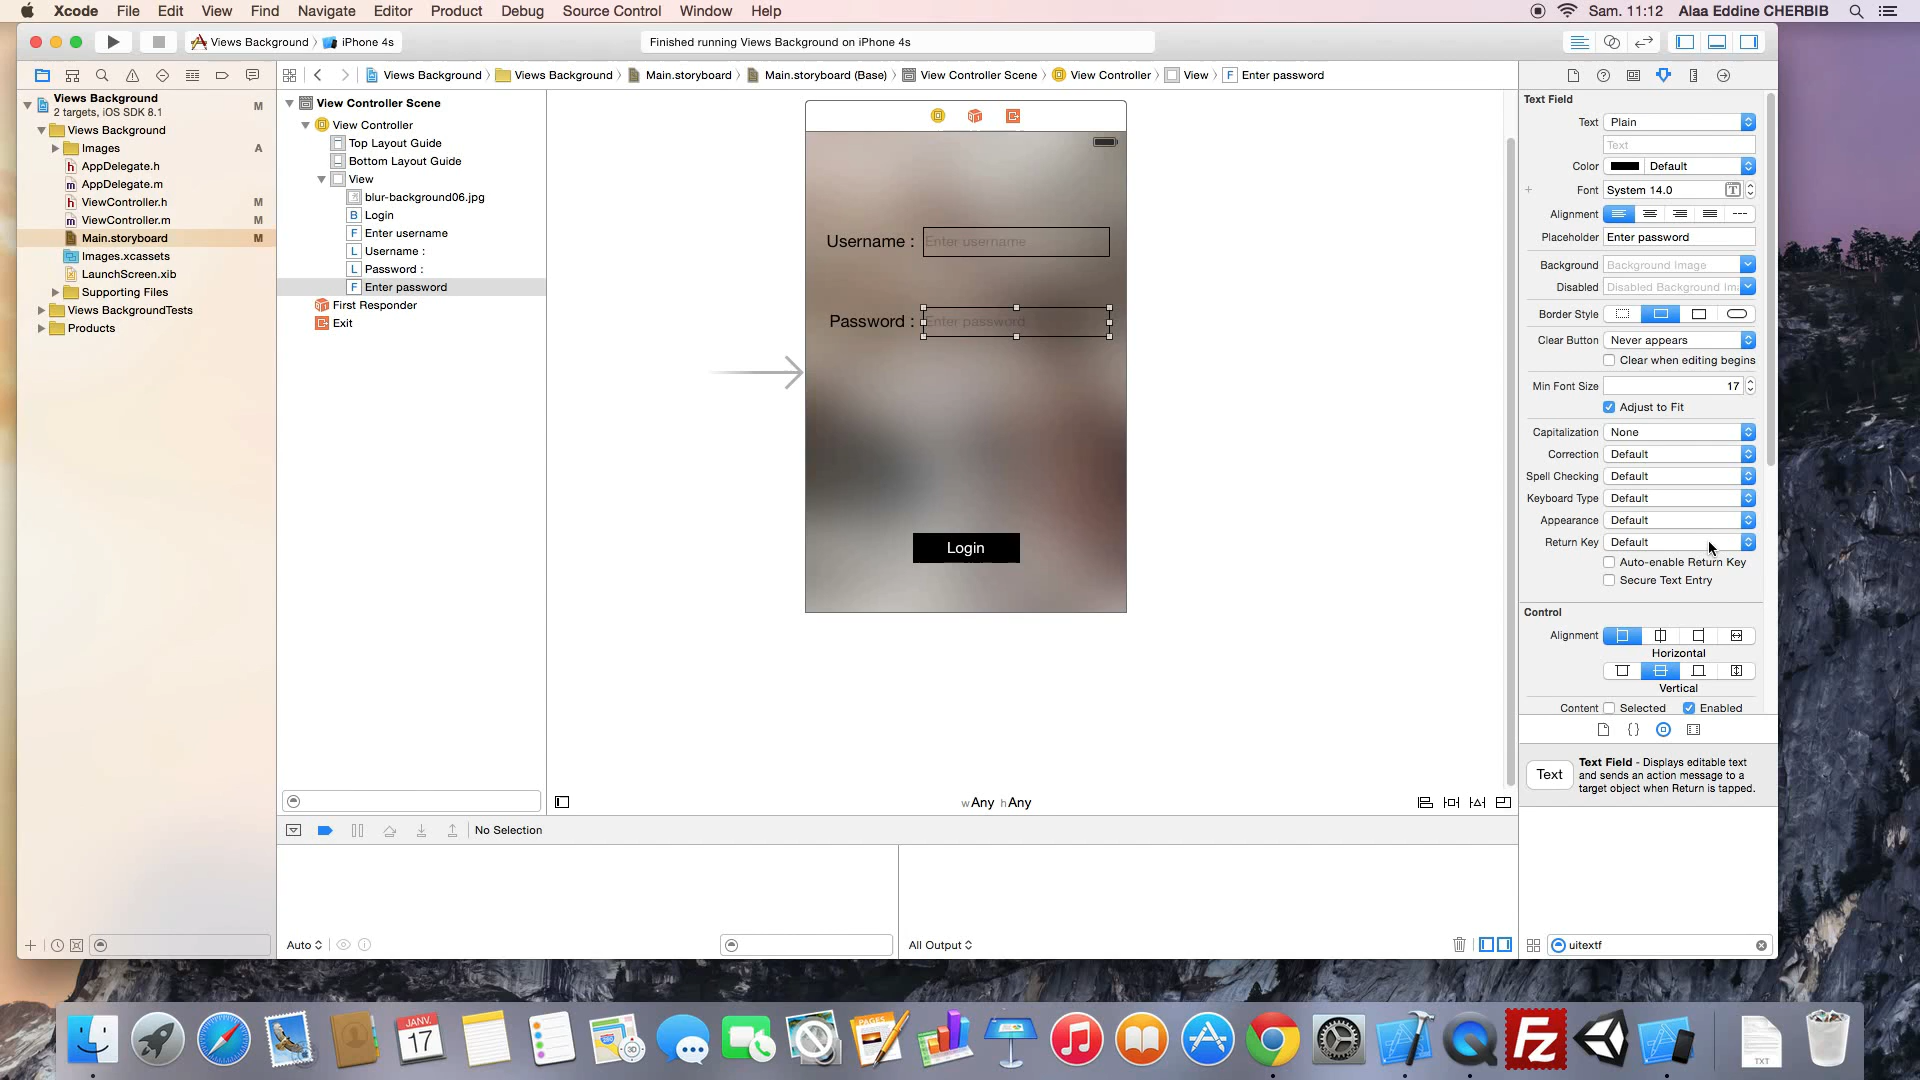 Xcode File Edit View Find Navigate Editor Product Debug Source Control Window Help Sam. 11:12 Alaa Eddine CHERBIB
Views Background iPhone 4s
Finished running Views Background on iPhone 4s
Views Background Views Background Main.storyboard Main.storyboard (Base) View Controller Scene View Controller View F Enter password
Views Background M
2 targets, iOS SDK 8.1
Views Background
Images A
h AppDelegate.h
m AppDelegate.m
h ViewController.h M
m ViewController.m M
Main.storyboard M
Images.xcassets
LaunchScreen.xib
Supporting Files
Views BackgroundTests
Products
View Controller Scene
View Controller
Top Layout Guide
Bottom Layout Guide
View
blur-background06.jpg
B Login
F Enter username
L Username :
L Password :
F Enter password
First Responder
Exit
Username : Enter username
Password : Enter password
Login
wAny hAny
No Selection
Auto
All Output
Text Field
Text Plain
Text
Color Default
Font System 14.0 T
Alignment
Placeholder Enter password
Background Background Image
Disabled Disabled Background Im
Border Style
Clear Button Never appears
Clear when editing begins
Min Font Size 17
Adjust to Fit
Capitalization None
Correction Default
Spell Checking Default
Keyboard Type Default
Appearance Default
Return Key Default
Auto-enable Return Key
Secure Text Entry
Control
Alignment
Horizontal
Vertical
Content Selected Enabled
Text
Text Field - Displays editable text
and sends an action message to a
target object when Return is tapped.
uitextf
JANV.
17
3D
PAGES
Fz
TXT